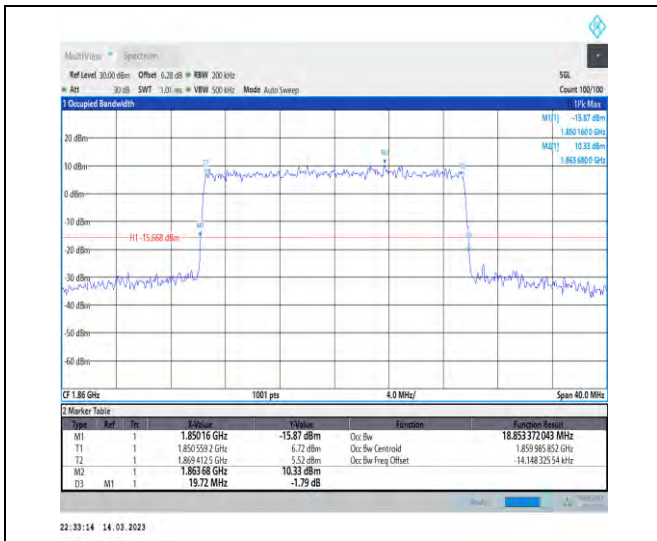 MultiView Spectrum
Ref Level 30.00 dBm Offset 6.28 dB RBW 200 kHz SGL
Att 30 dB SWT 1.01 ms VBW 500 kHz Mode Auto Sweep Count 100/100
1 Occupied Bandwidth 1Pk Max
M1[1] -15.87 dBm
1.850 160 0 GHz
M2[1] 10.33 dBm
1.863 680 0 GHz
20 dBm
10 dBm
0 dBm
-10 dBm
H1 -15.668 dBm
-20 dBm
-30 dBm
-40 dBm
-50 dBm
-60 dBm
CF 1.86 GHz 1001 pts 4.0 MHz/ Span 40.0 MHz
2 Marker Table
Type Ref Trc X-Value Y-Value Function Function Result
M1 1 1.85016 GHz -15.87 dBm Occ Bw 18.853 372 043 MHz
T1 1 1.850 559 2 GHz 6.72 dBm Occ Bw Centroid 1.859 985 852 GHz
T2 1 1.869 412 5 GHz 5.52 dBm Occ Bw Freq Offset -14.148 325 54 kHz
M2 1 1.863 68 GHz 10.33 dBm
D3 M1 1 19.72 MHz -1.79 dB
22:33:14 14.03.2023